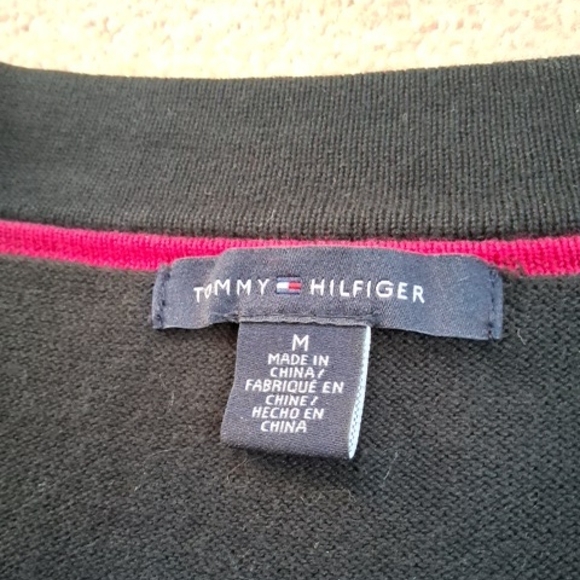 TOMMY HILFIGER
M
MADE IN
CHINA/
FABRIQUÉ EN
CHINE/
HECHO EN
CHINA